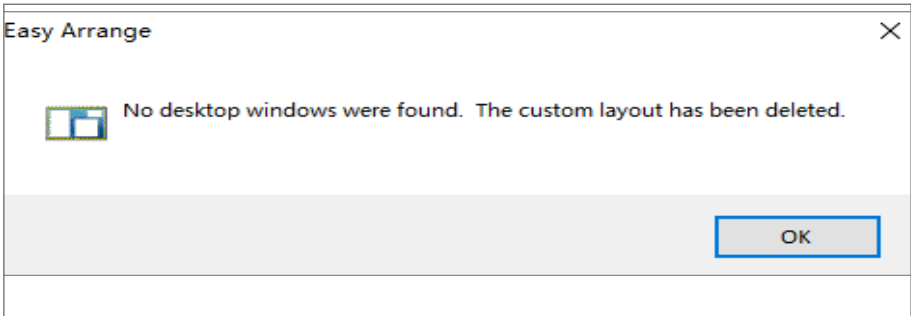 Easy Arrange
No desktop windows were found.  The custom layout has been deleted.
OK